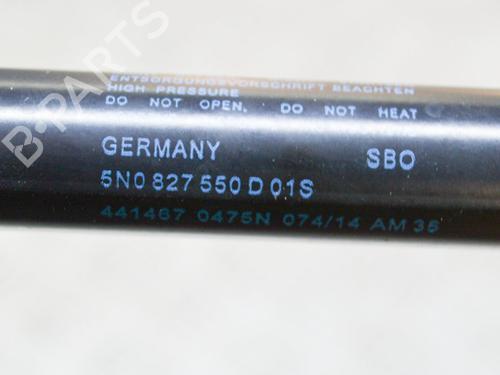 B-PARTS
ENTSORGUNGSVORSCHRIFT BEACHTEN
HIGH PRESSURE
DO NOT OPEN. DO NOT HEAT
GERMANY SBO
5N0 827 550 D 01S
441467 0475N 074/14 AM 35